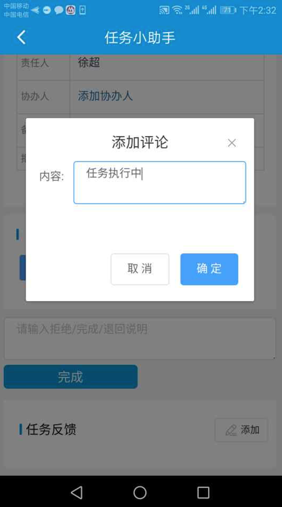 中国移动
中国电信
下午2:32
任务小助手
责任人 徐超
协办人 添加协办人
添加评论
内容: 任务执行中
取 消 确 定
请输入拒绝/完成/退回说明
完成
任务反馈 添加